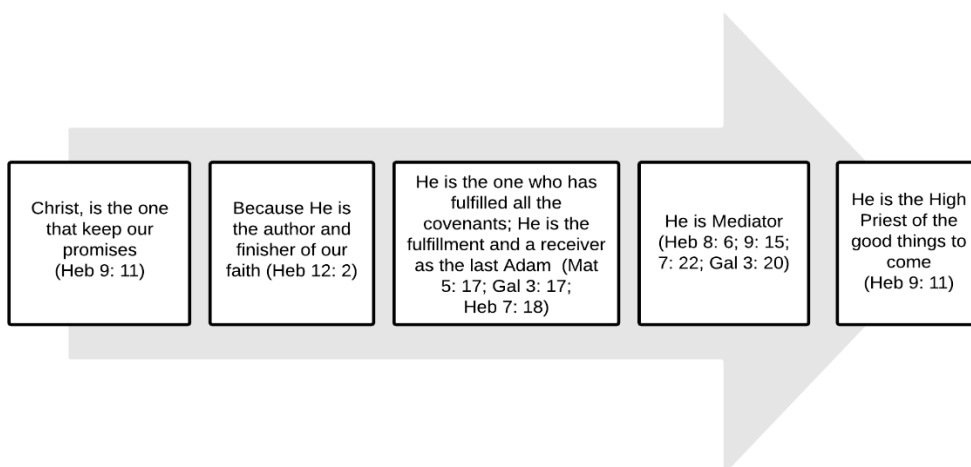 Christ, is the one
that keep our
promises
(Heb 9: 11)
Because He is
the author and
finisher of our
faith (Heb 12: 2)
He is the one who has
fulfilled all the
covenants; He is the
fulfillment and a receiver
as the last Adam (Mat
5: 17; Gal 3: 17;
Heb 7: 18)
He is Mediator
(Heb 8: 6; 9: 15;
7: 22; Gal 3: 20)
He is the High
Priest of the
good things to
come
(Heb 9: 11)